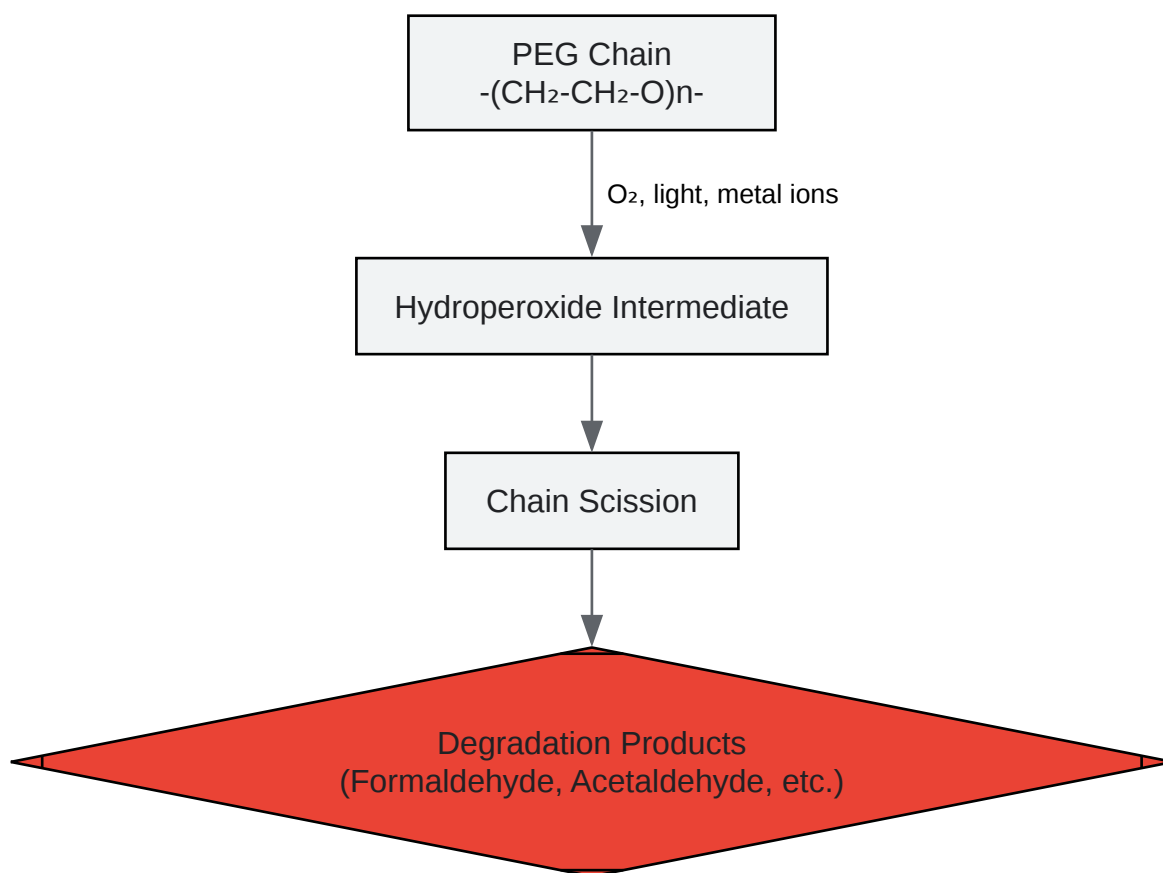 PEG Chain
-(CH₂-CH₂-O)n-
O₂, light, metal ions
Hydroperoxide Intermediate
Chain Scission
Degradation Products
(Formaldehyde, Acetaldehyde, etc.)